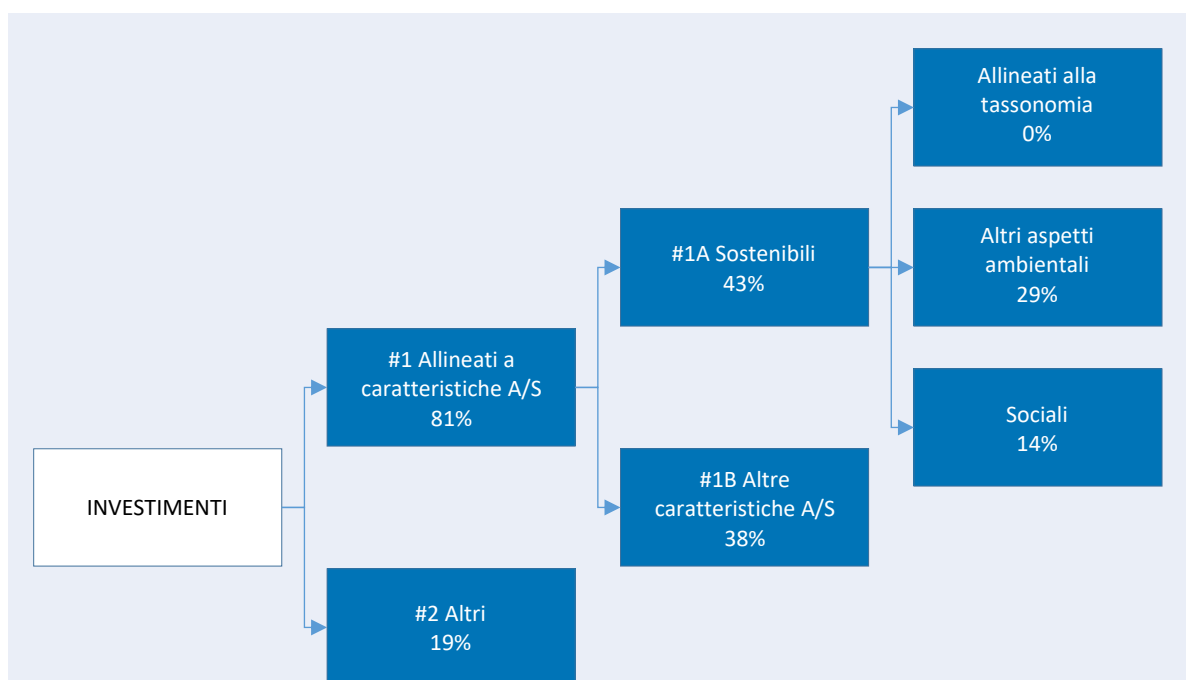 INVESTIMENTI
#1 Allineati a
caratteristiche A/S
81%
#2 Altri
19%
#1A Sostenibili
43%
#1B Altre
caratteristiche A/S
38%
Allineati alla
tassonomia
0%
Altri aspetti
ambientali
29%
Sociali
14%